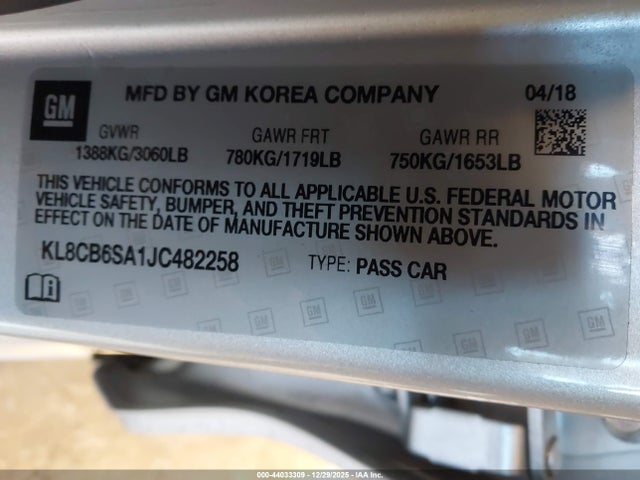 GM MFD BY GM KOREA COMPANY 04/18
GVWR GAWR FRT GAWR RR
1388KG/3060LB 780KG/1719LB 750KG/1653LB
THIS VEHICLE CONFORMS TO ALL APPLICABLE U.S. FEDERAL MOTOR
VEHICLE SAFETY, BUMPER, AND THEFT PREVENTION STANDARDS IN
EFFECT ON THE DATE OF MANUFACTURE SHOWN ABOVE.
KL8CB6SA1JC482258 TYPE: PASS CAR
000-44033309 • 12/29/2025 • IAAI.com